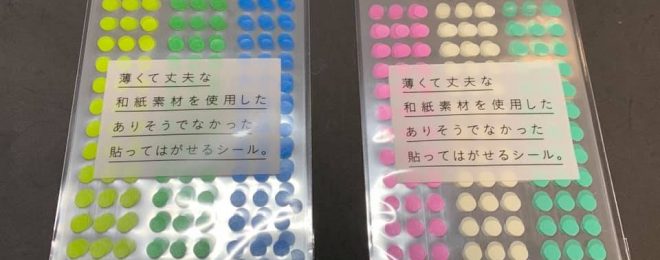 薄くて丈夫な
和紙素材を使用した
ありそうでなかった
貼ってはがせるシール。
薄くて丈夫な
和紙素材を使用した
ありそうでなかった
貼ってはがせるシール。